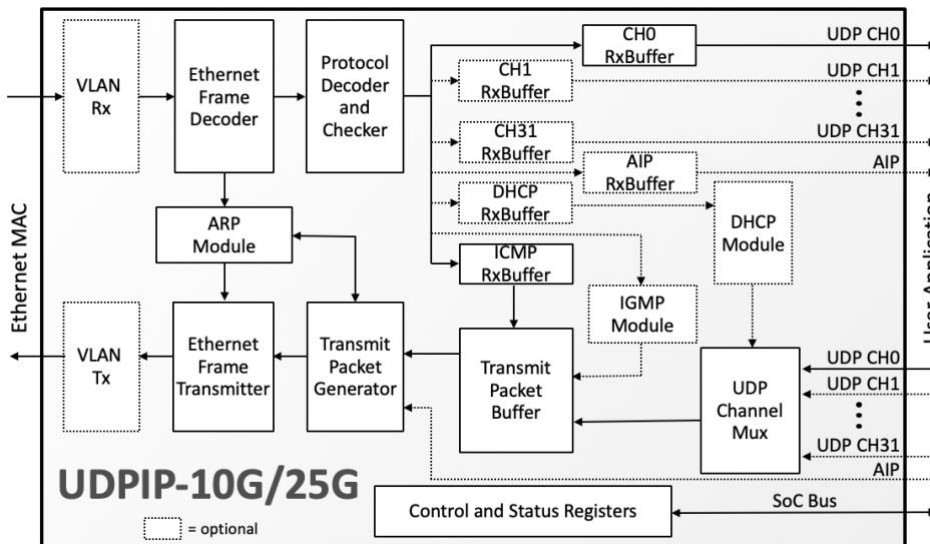 CH0
RxBuffer
UDP CH0
VLAN
Rx
Ethernet
Frame
Decoder
Protocol
Decoder
and
Checker
CH1
RxBuffer
UDP CH1
CH31
RxBuffer
UDP CH31
AIP
RxBuffer
AIP
DHCP
RxBuffer
DHCP
Module
ARP
Module
ICMP
RxBuffer
IGMP
Module
Ethernet MAC
User Application
VLAN
Tx
Ethernet
Frame
Transmitter
Transmit
Packet
Generator
Transmit
Packet
Buffer
UDP
Channel
Mux
UDP CH0
UDP CH1
UDP CH31
AIP
UDPIP-10G/25G
Control and Status Registers
SoC Bus
= optional